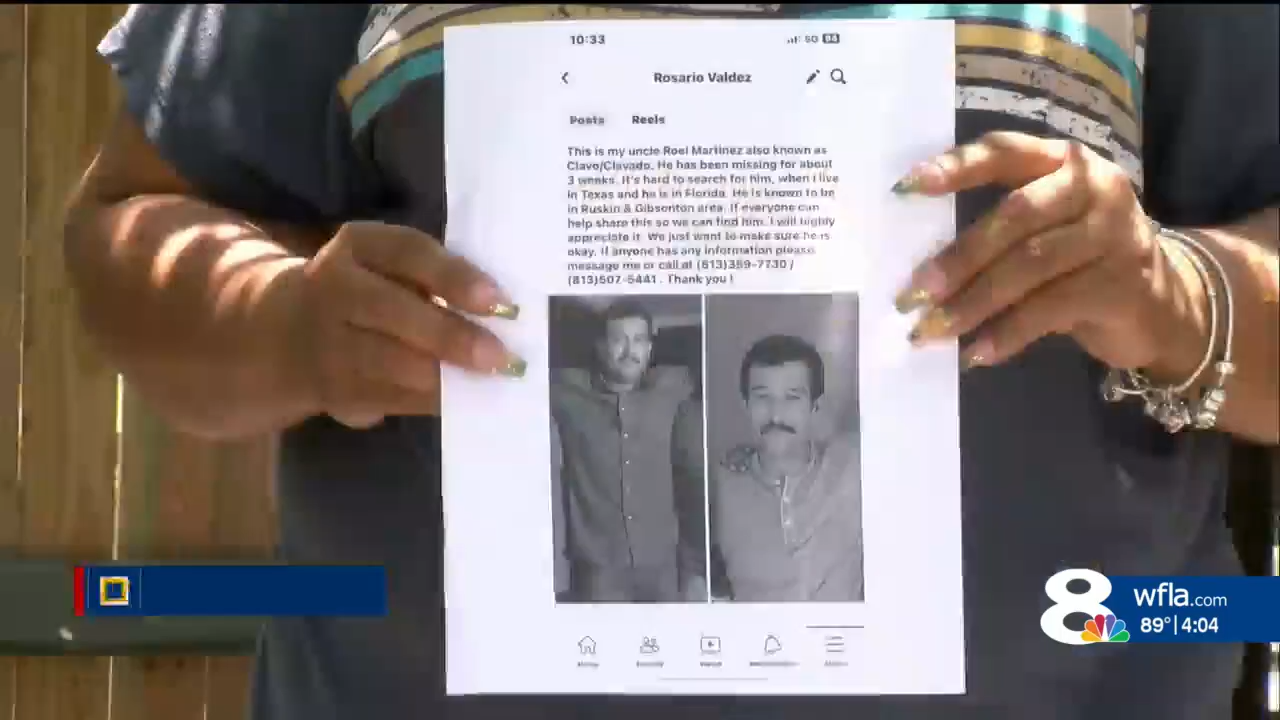 10:33
5G 94
Rosario Valdez
Posts Reels
This is my uncle Roel Martinez also known as
Clavo/Clavado. He has been missing for about
3 weeks. It's hard to search for him, when I live
in Texas and he is in Florida. He is known to be
in Ruskin & Gibsonton area. If everyone can
help share this so we can find him. I will highly
appreciate it. We just want to make sure he is
okay. If anyone has any information please
message me or call at (813)359-7730 /
(813)507-5441 . Thank you !
8 wfla.com
89° | 4:04